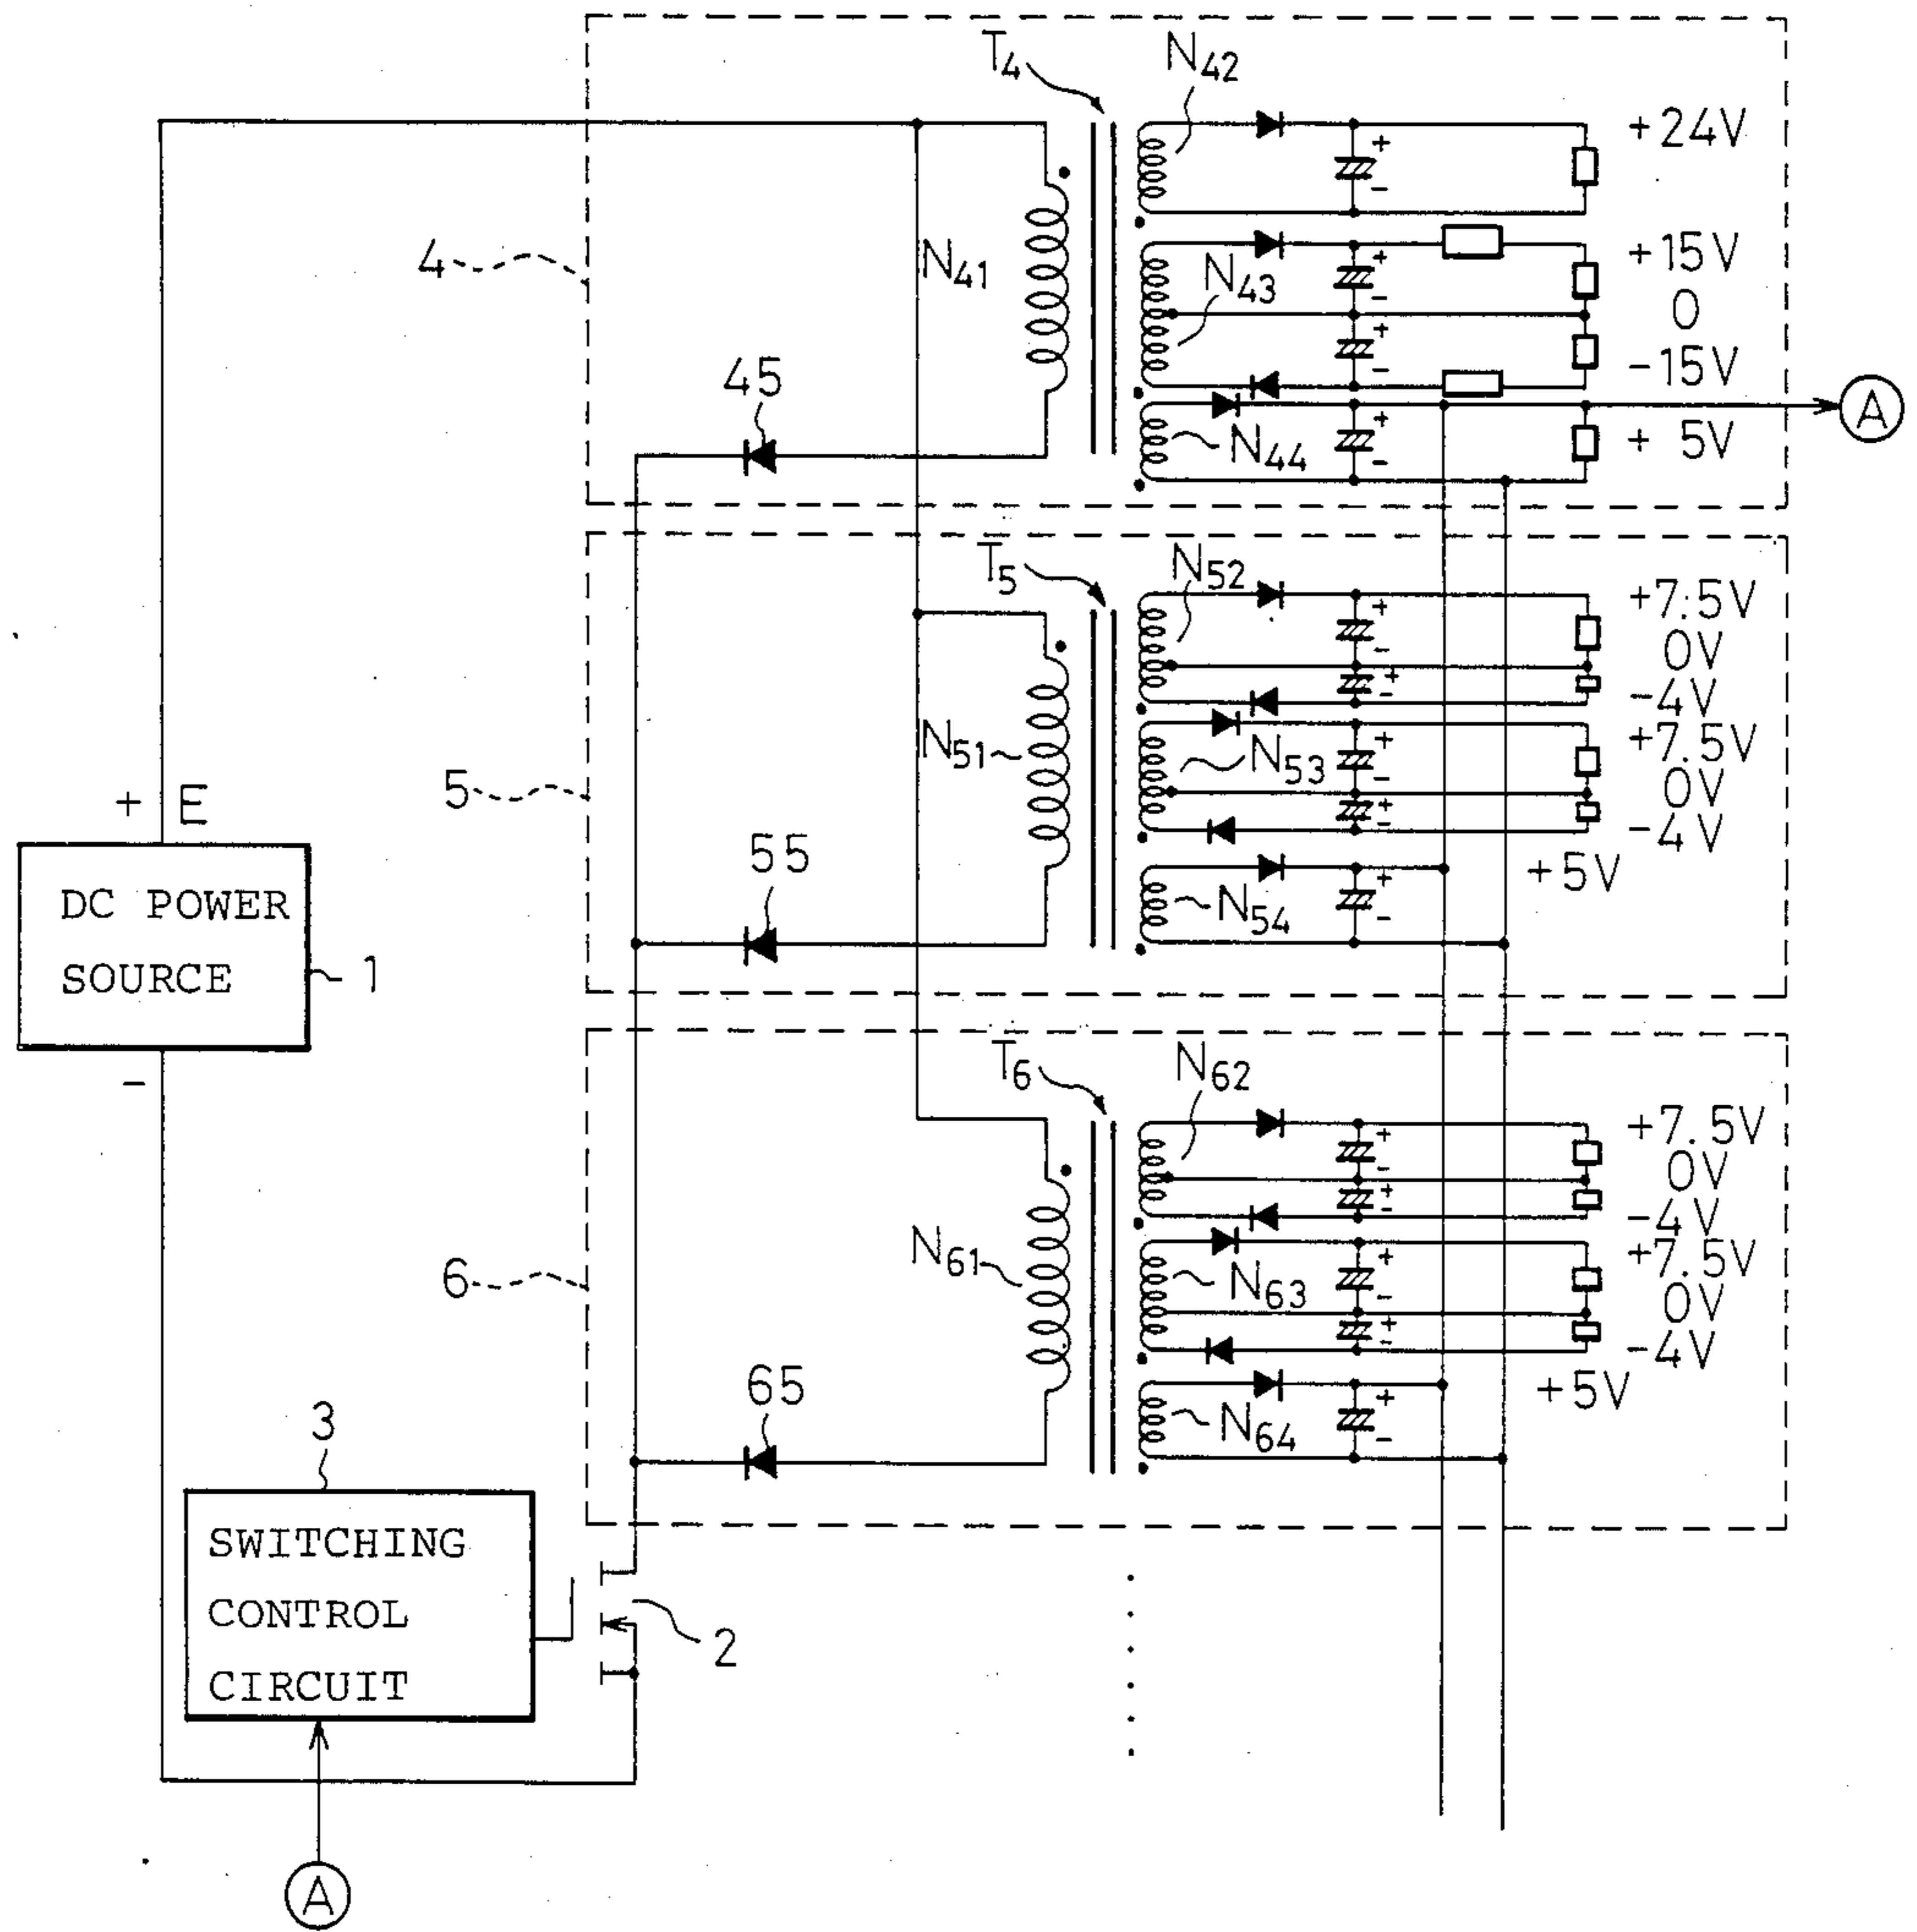 T4
N42
+24V
4
N41
N43
+15V
0
-15V
45
N44
+ 5V
A
T5
N52
+7.5V
0V
-4V
N51
N53
+7.5V
0V
-4V
5
+ E
55
N54
+5V
DC POWER
SOURCE
1
-
T6
N62
+7.5V
0V
-4V
N61
N63
+7.5V
0V
-4V
6
65
N64
+5V
3
SWITCHING
CONTROL
CIRCUIT
2
A